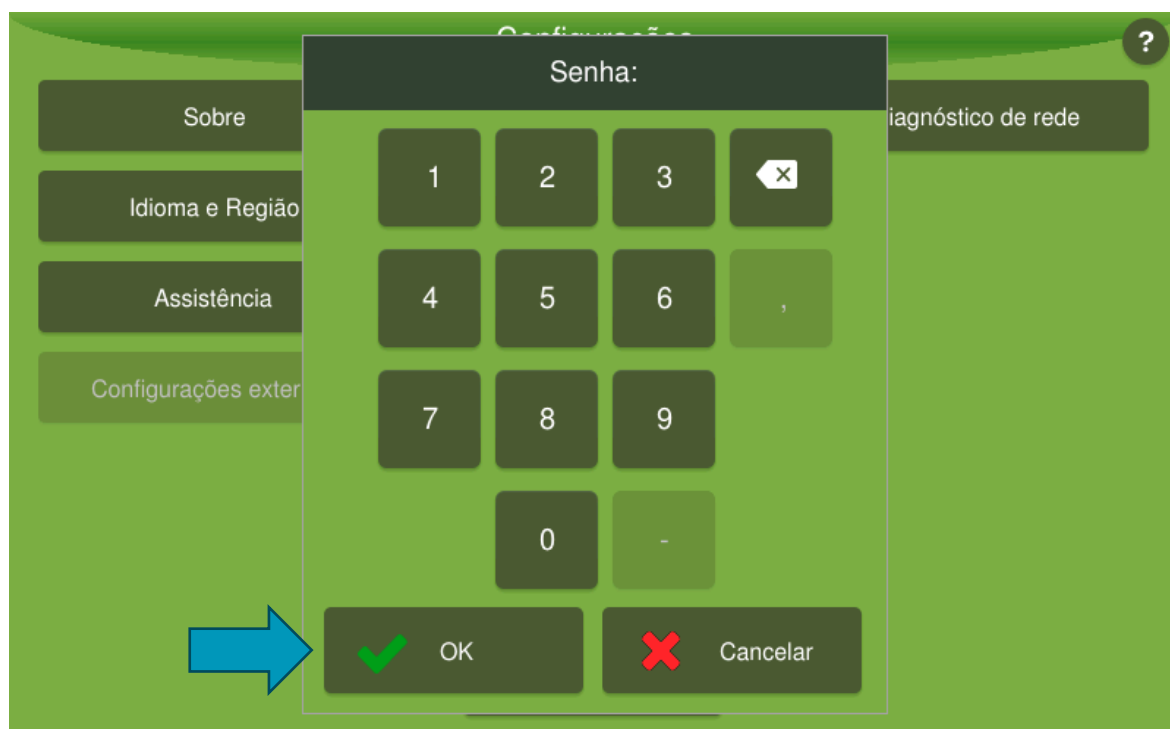 Configurações
?
Senha:
Sobre
iagnóstico de rede
1 2 3
Idioma e Região
4 5 6 ,
Assistência
Configurações exter
7 8 9
0 -
OK
Cancelar